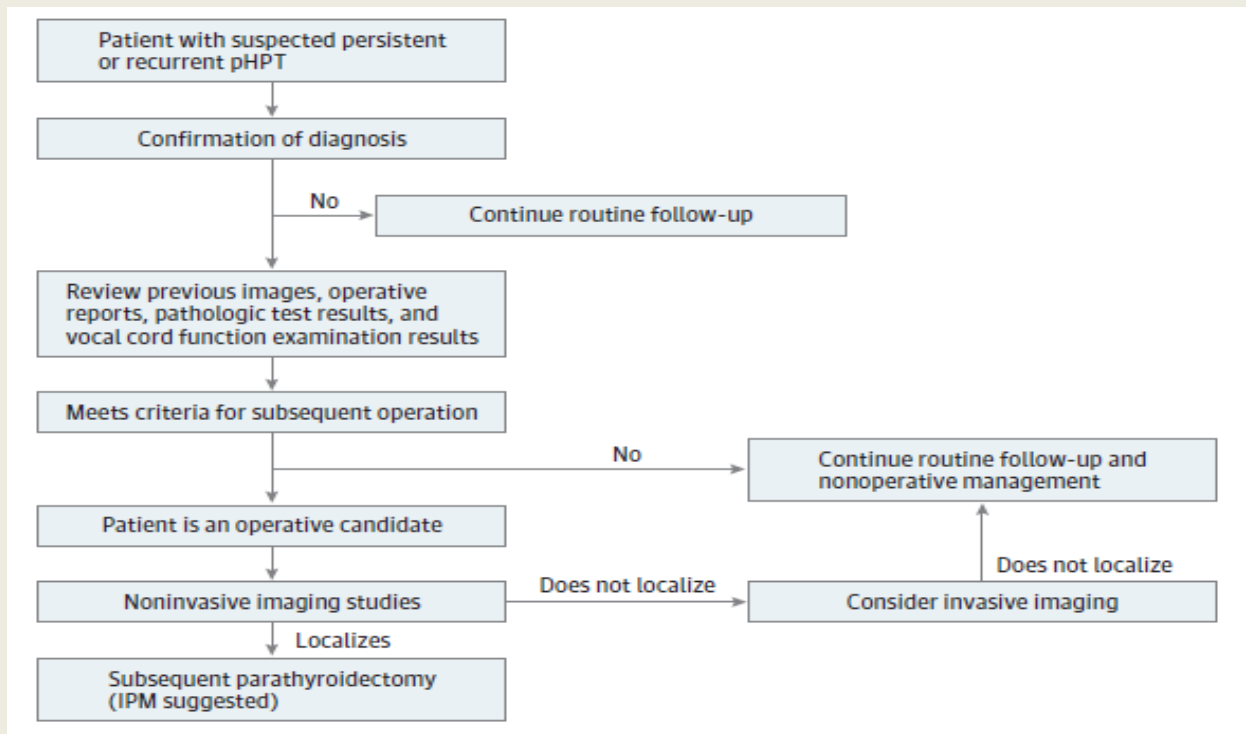 Patient with suspected persistent
or recurrent pHPT
Confirmation of diagnosis
No
Continue routine follow-up
Review previous images, operative
reports, pathologic test results, and
vocal cord function examination results
Meets criteria for subsequent operation
No
Continue routine follow-up and
nonoperative management
Patient is an operative candidate
Does not localize
Does not localize
Noninvasive imaging studies
Consider invasive imaging
Localizes
Subsequent parathyroidectomy
(IPM suggested)